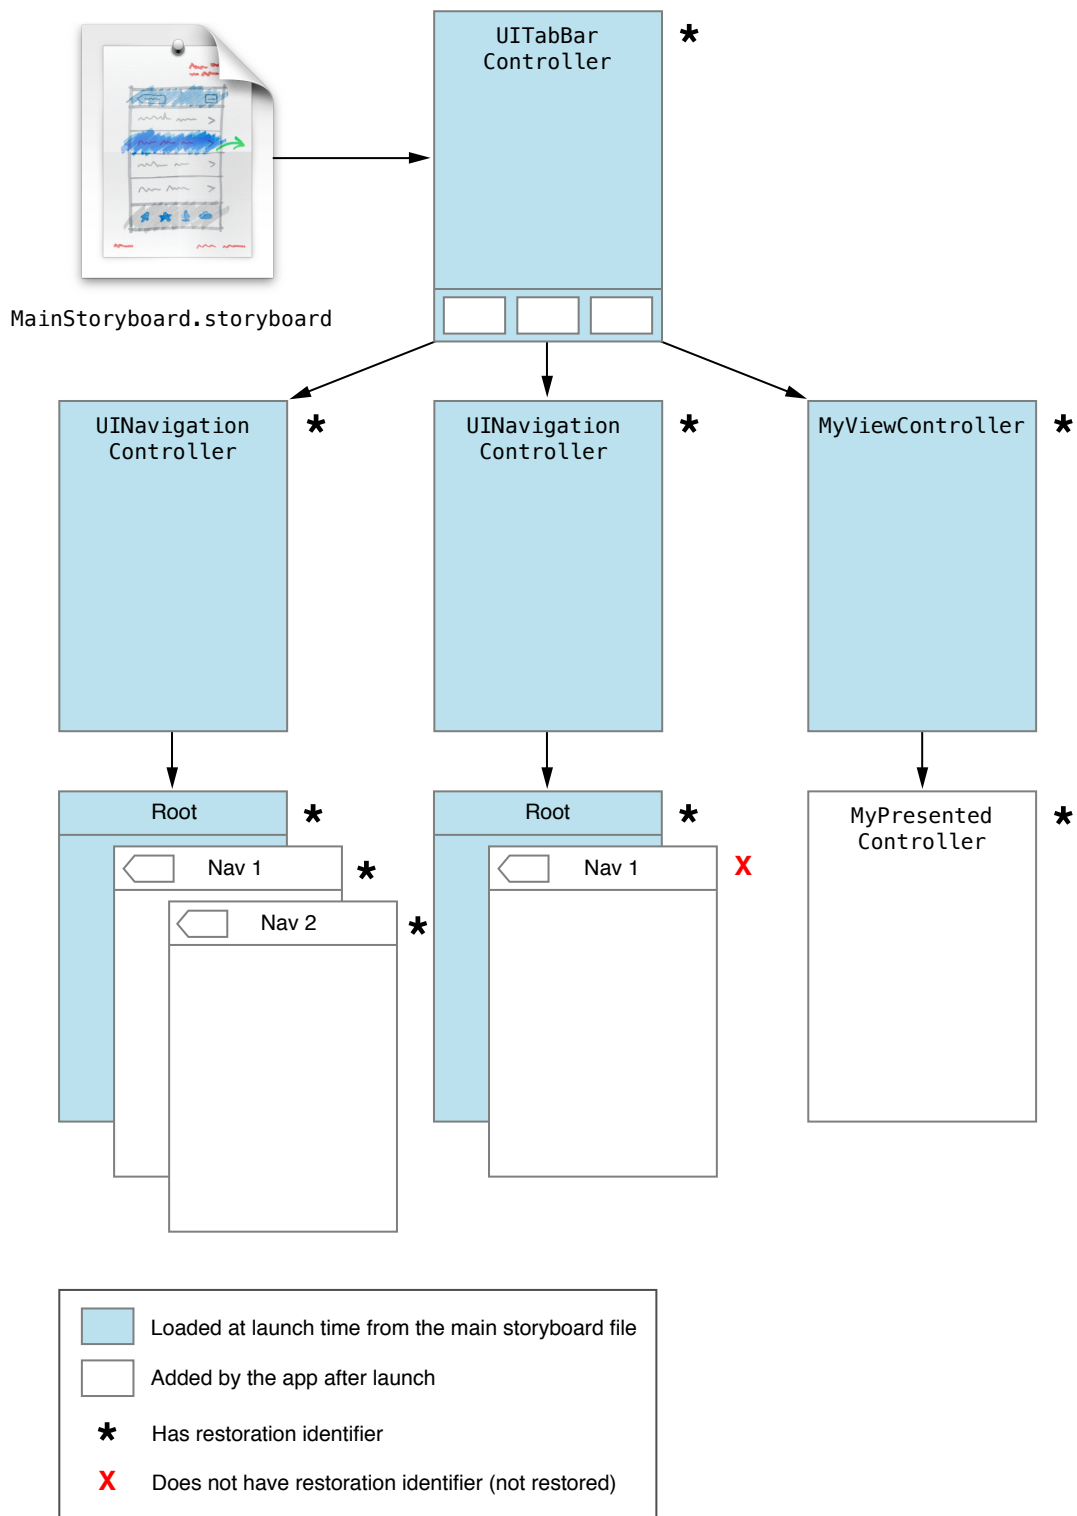 UITabBar
Controller
*
MainStoryboard.storyboard
UINavigation
Controller
*
UINavigation
Controller
*
MyViewController
*
Root
*
Nav 1
*
Nav 2
*
Root
*
Nav 1
X
MyPresented
Controller
*
Loaded at launch time from the main storyboard file
Added by the app after launch
* Has restoration identifier
X Does not have restoration identifier (not restored)